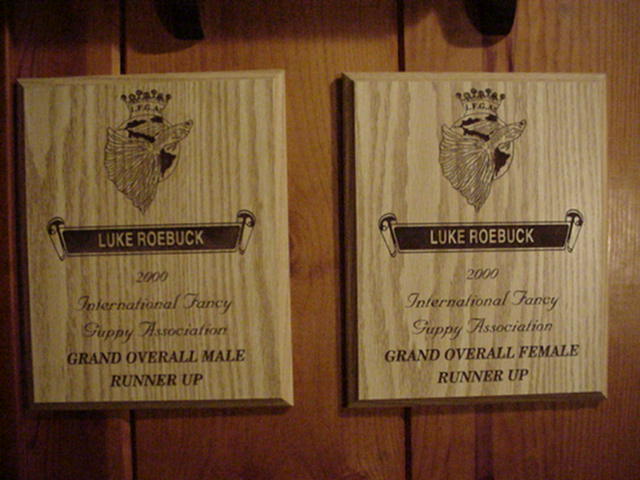 I.F.G.A.
LUKE ROEBUCK
2000
International Fancy
Guppy Association
GRAND OVERALL MALE
RUNNER UP
LUKE ROEBUCK
2000
International Fancy
Guppy Association
GRAND OVERALL FEMALE
RUNNER UP